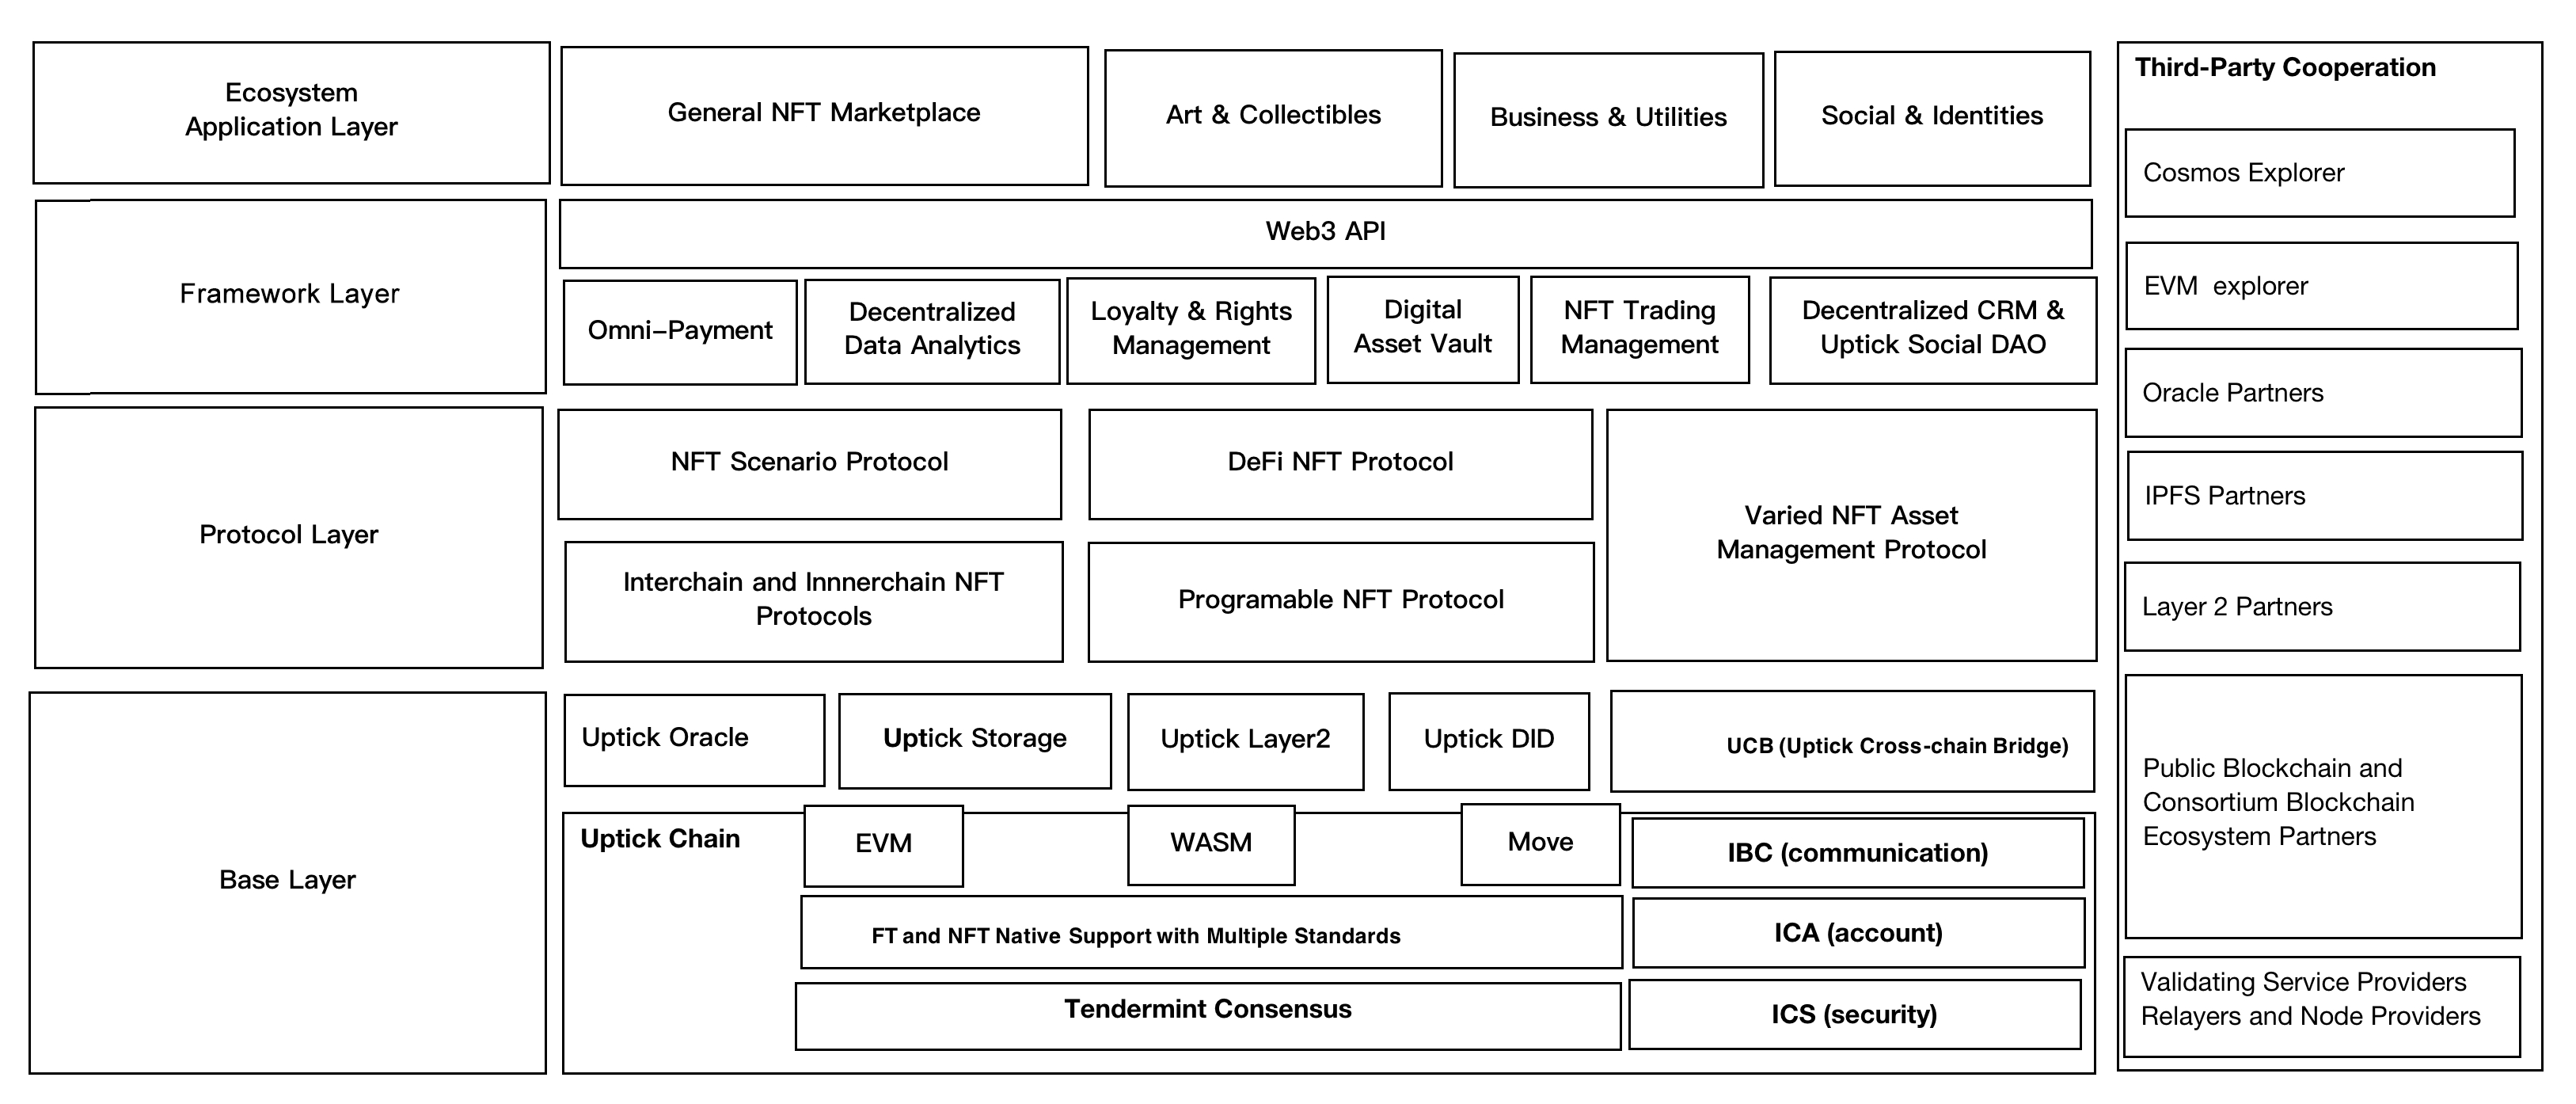 Ecosystem
Application Layer
General NFT Marketplace
Art & Collectibles
Business & Utilities
Social & Identities
Framework Layer
Web3 API
Omni–Payment
Decentralized
Data Analytics
Loyalty & Rights
Management
Digital
Asset Vault
NFT Trading
Management
Decentralized CRM &
Uptick Social DAO
Protocol Layer
NFT Scenario Protocol
DeFi NFT Protocol
Varied NFT Asset
Management Protocol
Interchain and Innnerchain NFT
Protocols
Programable NFT Protocol
Base Layer
Uptick Oracle
Uptick Storage
Uptick Layer2
Uptick DID
UCB (Uptick Cross-chain Bridge)
Uptick Chain
EVM
WASM
Move
IBC (communication)
FT and NFT Native Support with Multiple Standards
ICA (account)
Tendermint Consensus
ICS (security)
Third-Party Cooperation
Cosmos Explorer
EVM  explorer
Oracle Partners
IPFS Partners
Layer 2 Partners
Public Blockchain and
Consortium Blockchain
Ecosystem Partners
Validating Service Providers
Relayers and Node Providers